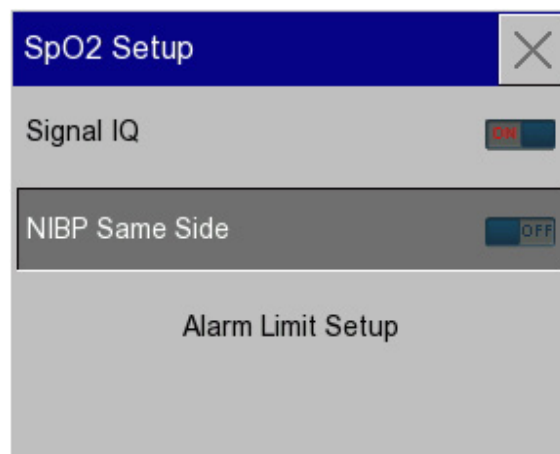 SpO2 Setup
Signal IQ
ON
NIBP Same Side
OFF
Alarm Limit Setup